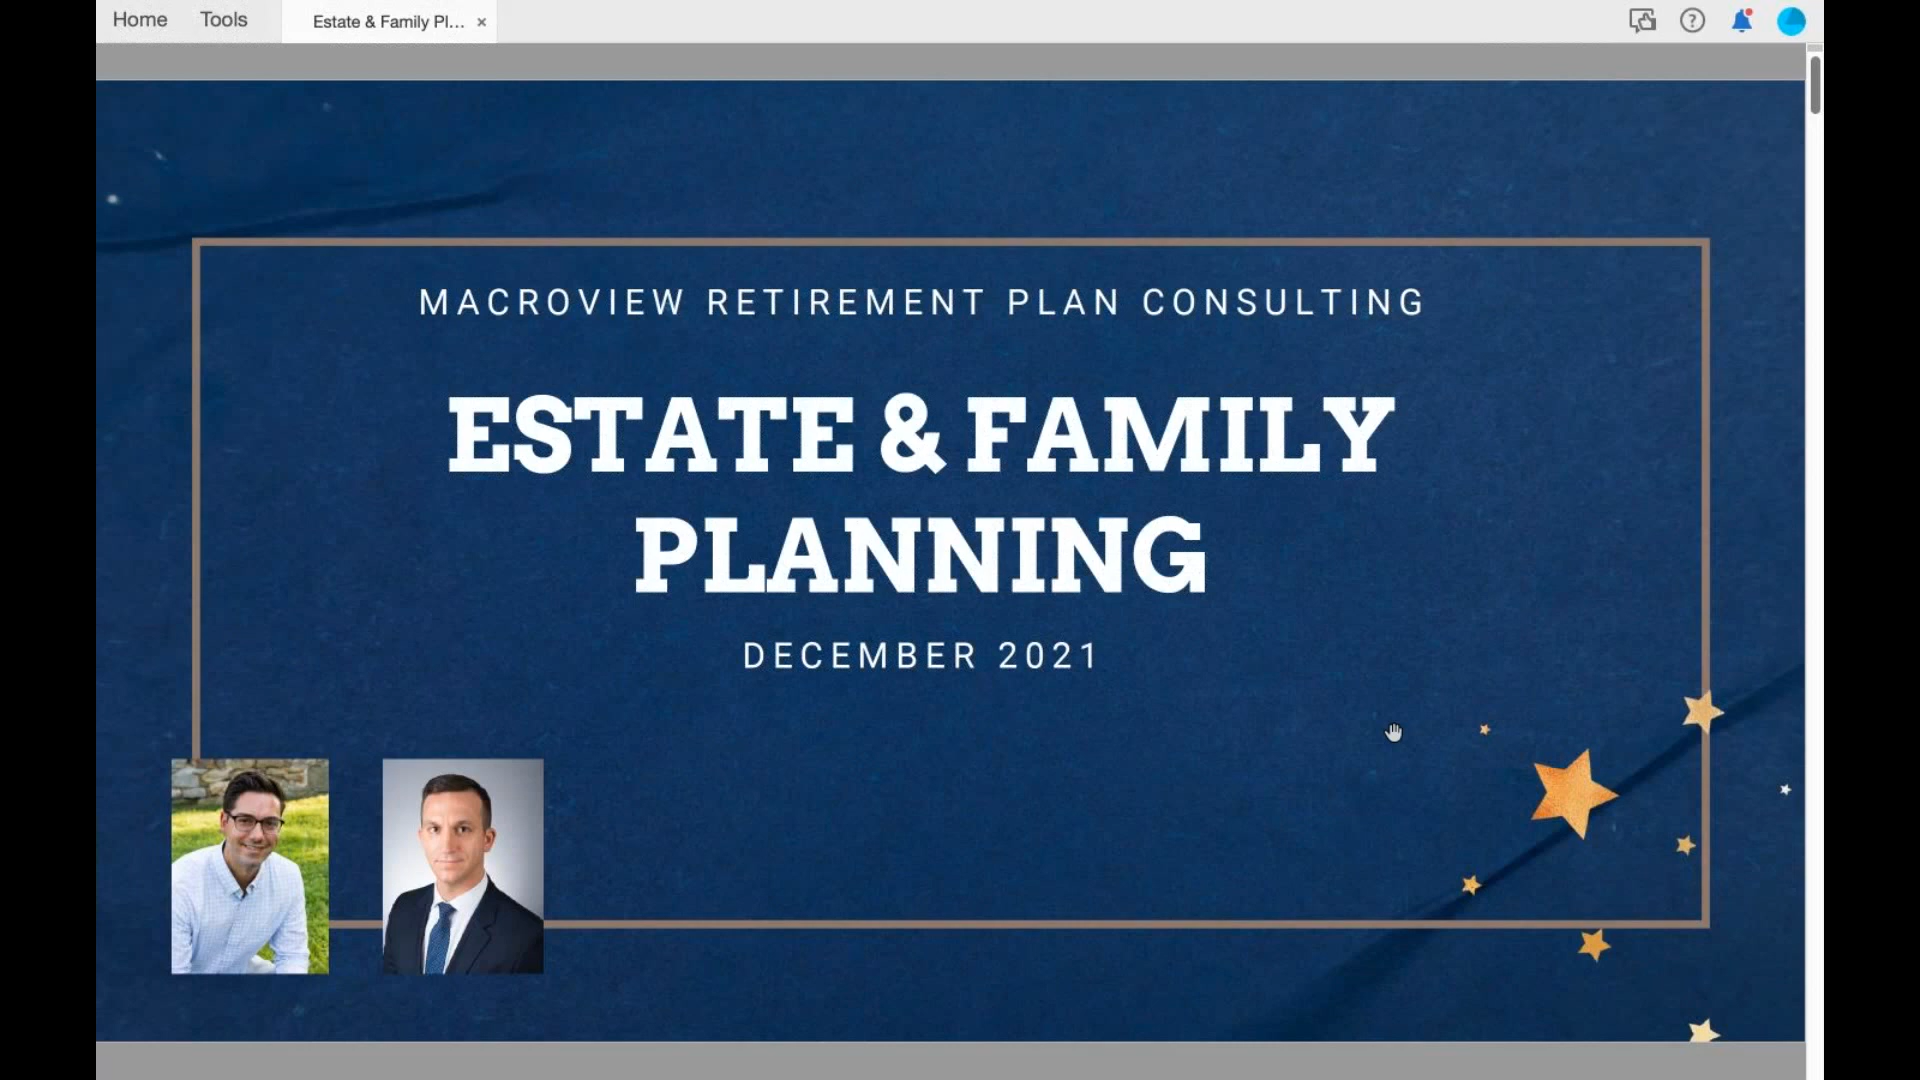 Home Tools Estate & Family Pl... ×
MACROVIEW RETIREMENT PLAN CONSULTING
ESTATE & FAMILY
PLANNING
DECEMBER 2021